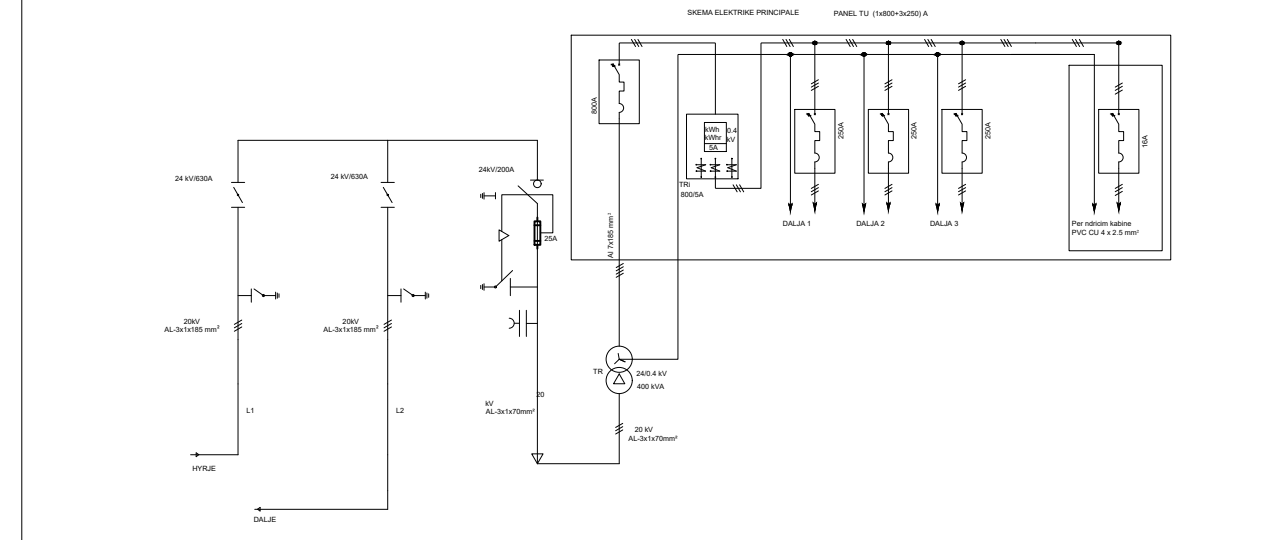 SKEMA ELEKTRIKE PRINCIPALE PANEL TU (1x800+3x250) A
800A
kWh 0.4
kWhr kV
5A
TRi
800/5A
250A
250A
250A
16A
DALJA 1
DALJA 2
DALJA 3
Per ndricim kabine
PVC CU 4 x 2.5 mm²
24 kV/630A
24 kV/630A
24kV/200A
25A
Al 7x185 mm²
20kV
AL-3x1x185 mm²
20kV
AL-3x1x185 mm²
TR
24/0.4 kV
400 kVA
20
kV
AL-3x1x70mm²
L1
L2
20 kV
AL-3x1x70mm²
HYRJE
DALJE